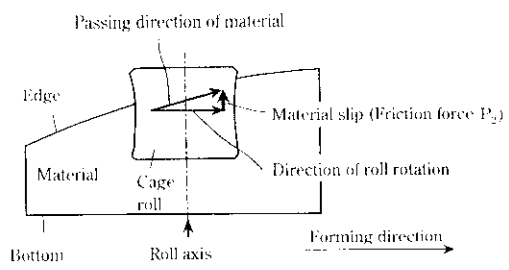 Passing direction of material
Edge
Material slip (Friction force P₂)
Direction of roll rotation
Material
Cage
roll
Bottom
Roll axis
Forming direction